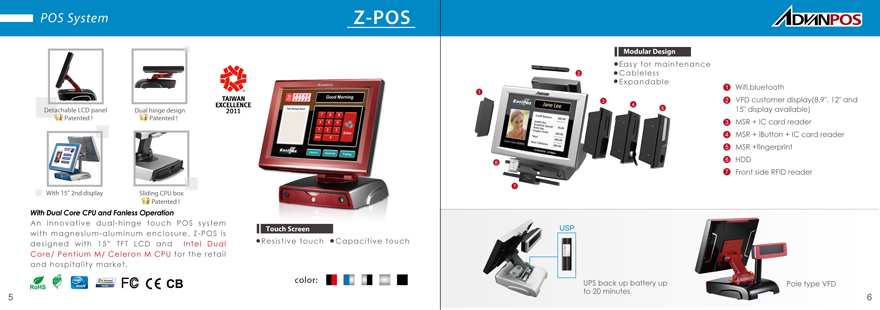 POS System
Z-POS
ADVANPOS
Detachable LCD panel
Patented !
Dual hinge design
Patented !
TAIWAN
EXCELLENCE
2011
With 15" 2nd display
Sliding CPU box
Patented !
Good Morning
With Dual Core CPU and Fanless Operation
An innovative dual-hinge touch POS system
with magnesium-aluminum enclosure, Z-POS is
designed with 15" TFT LCD and Intel Dual
Core/ Pentium M/ Celeron M CPU for the retail
and hospitality market.
Touch Screen
Resistive touch Capacitive touch
RoHS
FC CE CB
color:
5
Modular Design
Easy for maintenance
Cableless
Expandable
Jane Lee
1 Wifi,bluetooth
2 VFD customer display(8.9", 12" and
15" display available)
3 MSR + IC card reader
4 MSR + iButton + IC card reader
5 MSR +fingerprint
6 HDD
7 Front side RFID reader
USP
UPS back up battery up
to 20 minutes
Pole type VFD
6